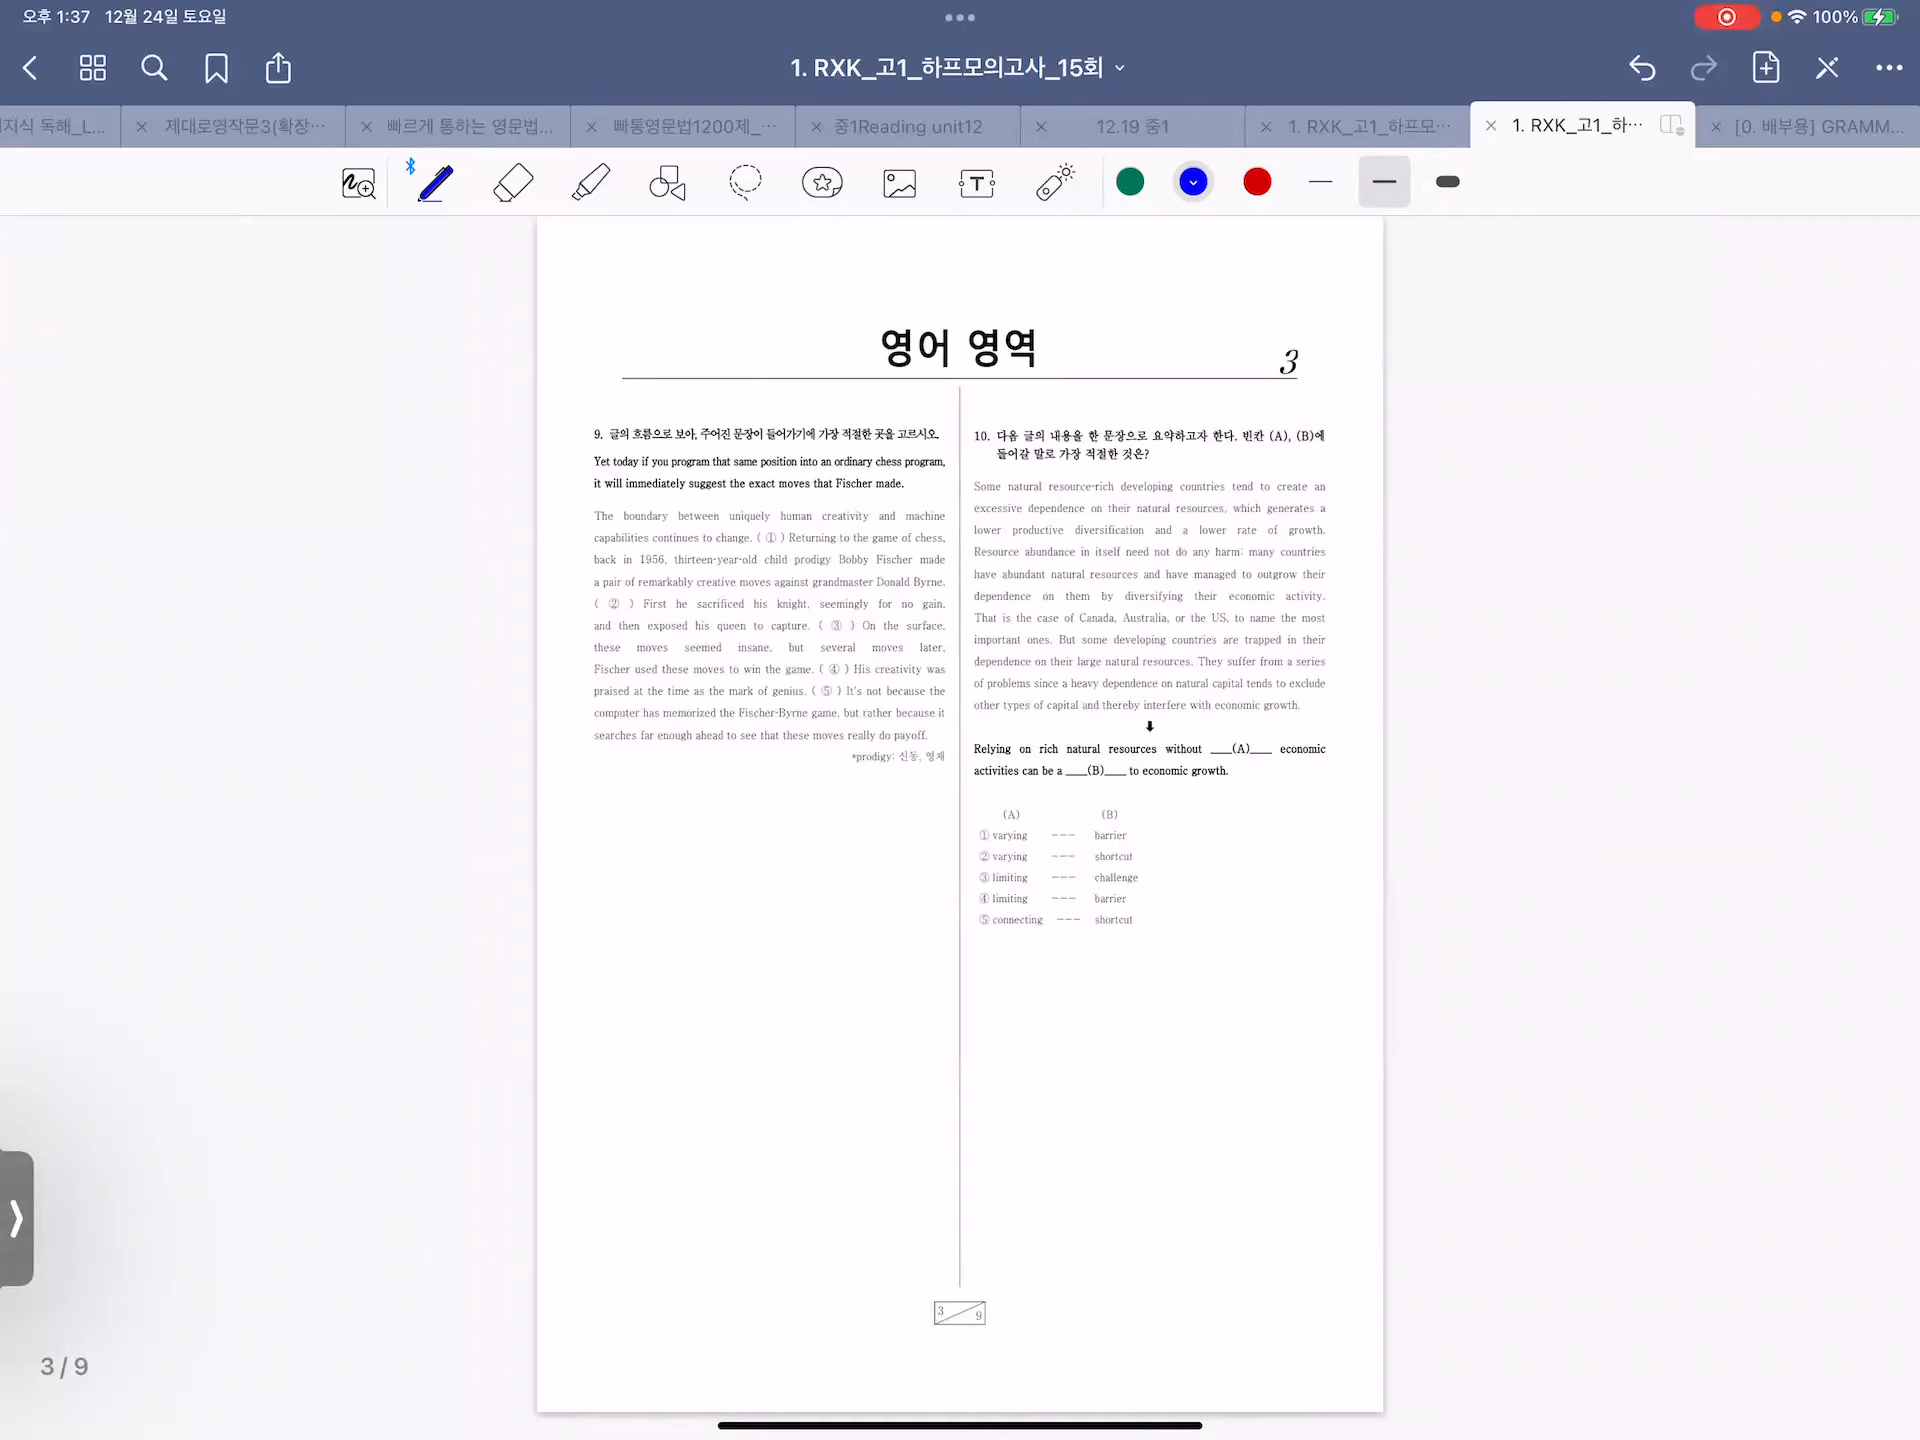 오후 1:37 12월 24일 토요일
100%
1. RXK_고1_하프모의고사_15회
지식 독해_L...
제대로영작문3(확장...
빠르게 통하는 영문법...
빠통영문법1200제_...
중1Reading unit12
12.19 중1
1. RXK_고1_하프모...
1. RXK_고1_하...
[0. 배부용] GRAMM...
영어 영역
3
9. 글의 흐름으로 보아, 주어진 문장이 들어가기에 가장 적절한 곳을 고르시오.
Yet today if you program that same position into an ordinary chess program,
it will immediately suggest the exact moves that Fischer made.
The boundary between uniquely human creativity and machine
capabilities continues to change. ( ① ) Returning to the game of chess,
back in 1956, thirteen-year-old child prodigy Bobby Fischer made
a pair of remarkably creative moves against grandmaster Donald Byrne.
( ② ) First he sacrificed his knight, seemingly for no gain,
and then exposed his queen to capture. ( ③ ) On the surface,
these moves seemed insane, but several moves later,
Fischer used these moves to win the game. ( ④ ) His creativity was
praised at the time as the mark of genius. ( ⑤ ) It's not because the
computer has memorized the Fischer-Byrne game, but rather because it
searches far enough ahead to see that these moves really do payoff.
*prodigy: 신동, 영재
10. 다음 글의 내용을 한 문장으로 요약하고자 한다. 빈칸 (A), (B)에
들어갈 말로 가장 적절한 것은?
Some natural resource-rich developing countries tend to create an
excessive dependence on their natural resources, which generates a
lower productive diversification and a lower rate of growth.
Resource abundance in itself need not do any harm: many countries
have abundant natural resources and have managed to outgrow their
dependence on them by diversifying their economic activity.
That is the case of Canada, Australia, or the US, to name the most
important ones. But some developing countries are trapped in their
dependence on their large natural resources. They suffer from a series
of problems since a heavy dependence on natural capital tends to exclude
other types of capital and thereby interfere with economic growth.
Relying on rich natural resources without ___(A)___ economic
activities can be a ___(B)___ to economic growth.
(A) (B)
① varying --- barrier
② varying --- shortcut
③ limiting --- challenge
④ limiting --- barrier
⑤ connecting --- shortcut
3 9
3 / 9